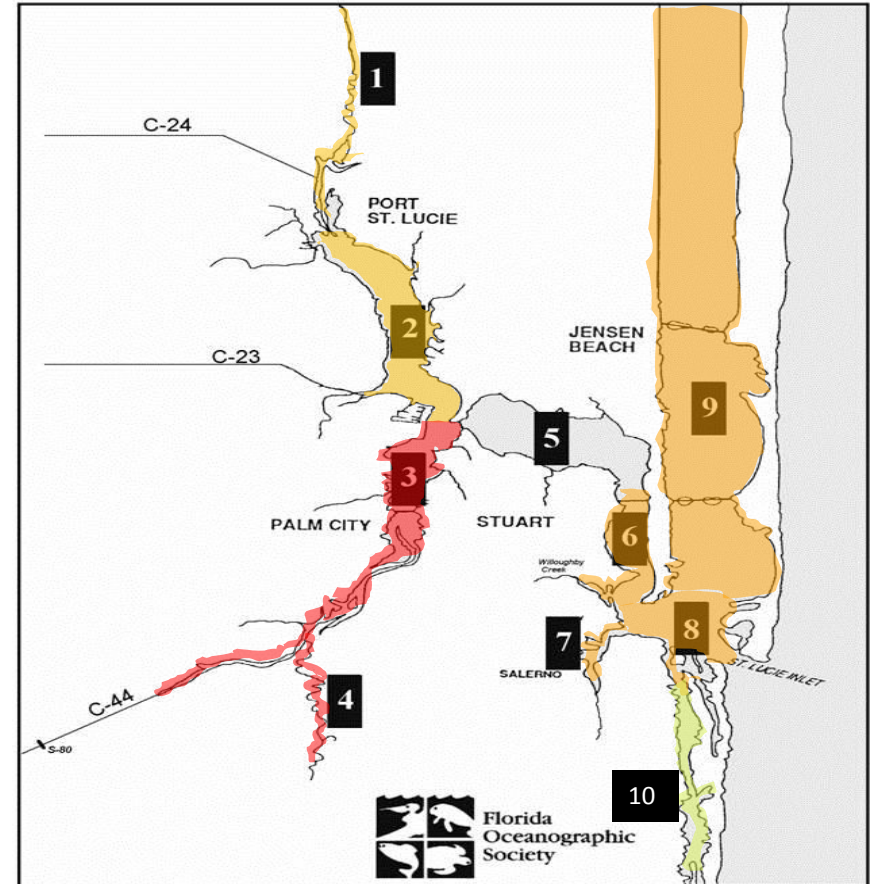 1
C-24
PORT
ST. LUCIE
2
JENSEN
BEACH
C-23
9
5
3
PALM CITY
STUART
6
Willoughby
Creek
8
7
ST. LUCIE INLET
SALERNO
4
C-44
S-80
10
Florida
Oceanographic
Society